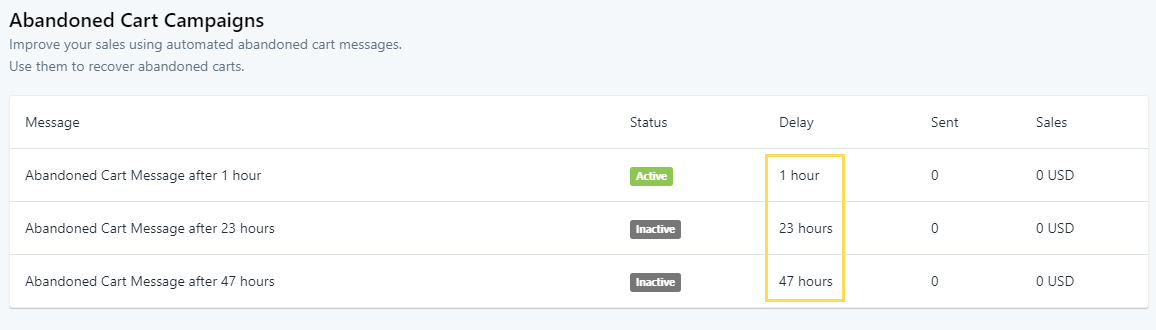 Abandoned Cart Campaigns
Improve your sales using automated abandoned cart messages.
Use them to recover abandoned carts.
Message Status Delay Sent Sales
Abandoned Cart Message after 1 hour Active 1 hour 0 0 USD
Abandoned Cart Message after 23 hours Inactive 23 hours 0 0 USD
Abandoned Cart Message after 47 hours Inactive 47 hours 0 0 USD